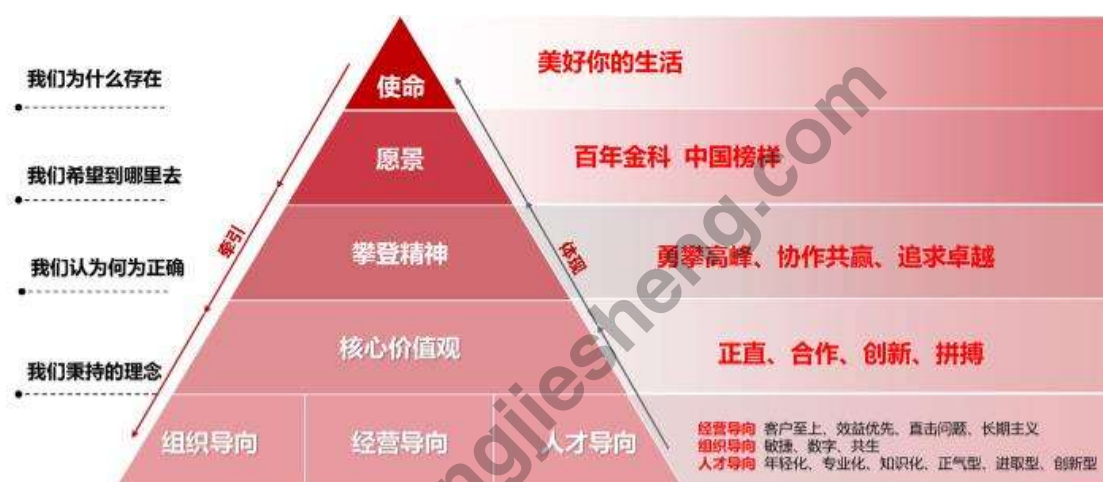 我们为什么存在
使命
美好你的生活
我们希望到哪里去
愿景
百年金科 中国榜样
我们认为何为正确
牵引
攀登精神
体现
勇攀高峰、协作共赢、追求卓越
我们秉持的理念
核心价值观
正直、合作、创新、拼搏
组织导向
经营导向
人才导向
经营导向 客户至上、效益优先、直击问题、长期主义
组织导向 敏捷、数字、共生
人才导向 年轻化、专业化、知识化、正气型、进取型、创新型
ngjiesheng.com